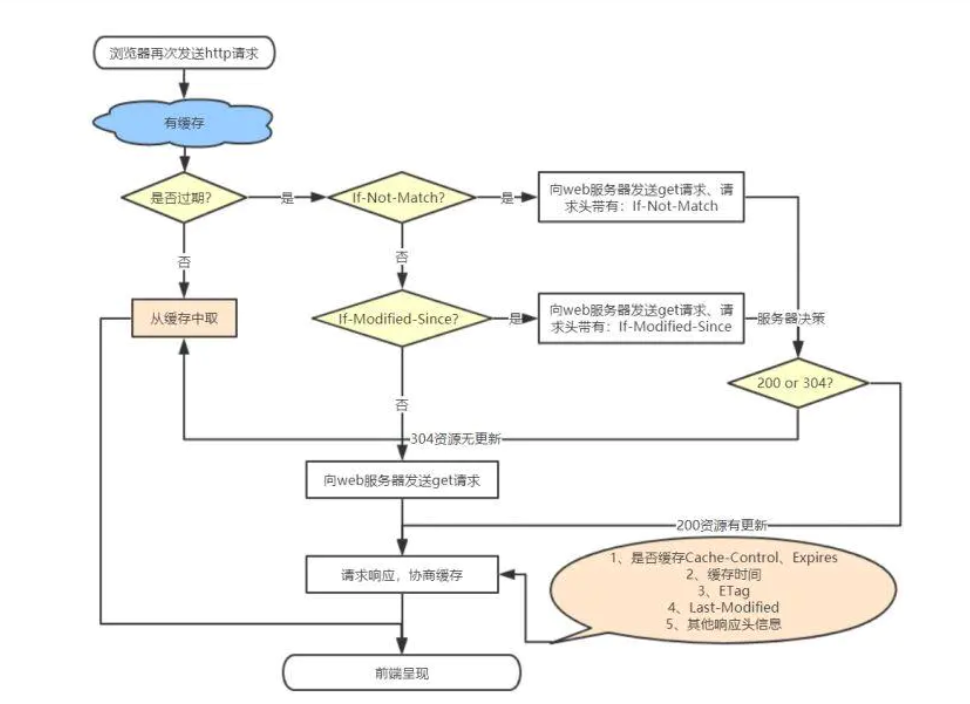 浏览器再次发送http请求
有缓存
是否过期?
是
If-Not-Match?
是
向web服务器发送get请求、请
求头带有：If-Not-Match
否
否
从缓存中取
If-Modified-Since?
是
向web服务器发送get请求、请
求头带有：If-Modified-Since
服务器决策
200 or 304?
否
304资源无更新
向web服务器发送get请求
200资源有更新
1、是否缓存Cache-Control、Expires
2、缓存时间
3、ETag
4、Last-Modified
5、其他响应头信息
请求响应，协商缓存
前端呈现